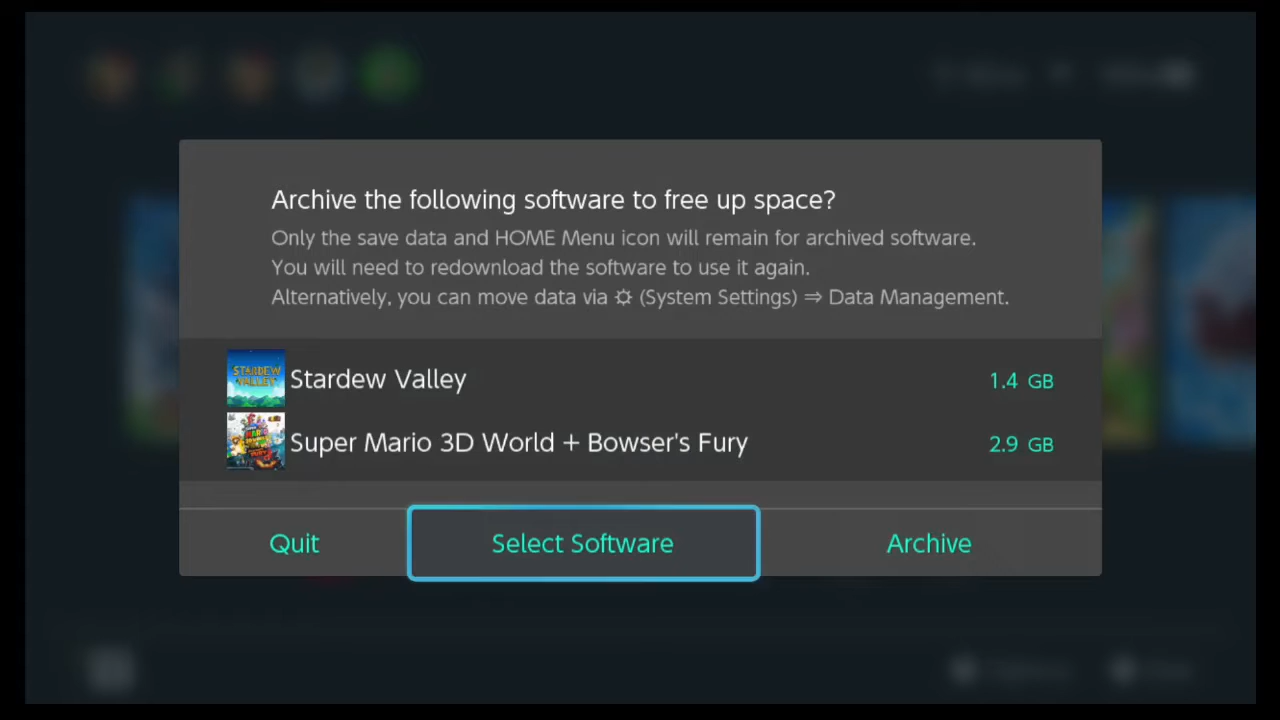 Archive the following software to free up space?
Only the save data and HOME Menu icon will remain for archived software.
You will need to redownload the software to use it again.
Alternatively, you can move data via (System Settings) ⇒ Data Management.
STARDEW
VALLEY
Stardew Valley
1.4 GB
Super Mario 3D World + Bowser's Fury
2.9 GB
Quit
Select Software
Archive